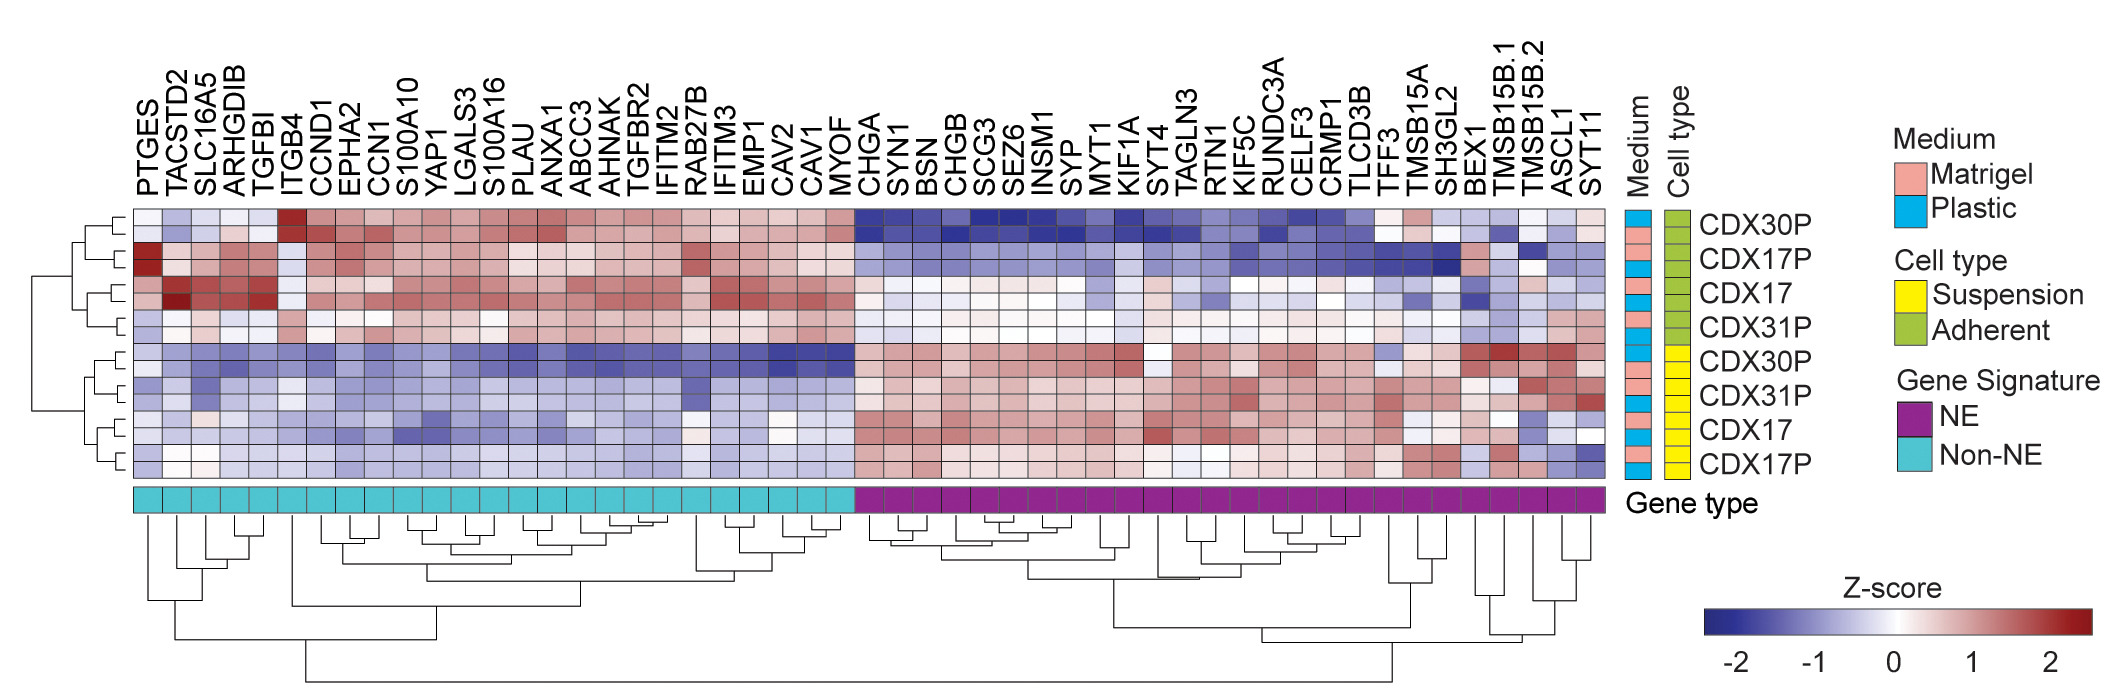 PTGES
TACSTD2
SLC16A5
ARHGDIB
TGFBI
ITGB4
CCND1
EPHA2
CCN1
S100A10
YAP1
LGALS3
S100A16
PLAU
ANXA1
ABCC3
AHNAK
TGFBR2
IFITM2
RAB27B
IFITM3
EMP1
CAV2
CAV1
MYOF
CHGA
SYN1
BSN
CHGB
SCG3
SEZ6
INSM1
SYP
MYT1
KIF1A
SYT4
TAGLN3
RTN1
KIF5C
RUNDC3A
CELF3
CRMP1
TLCD3B
TFF3
TMSB15A
SH3GL2
BEX1
TMSB15B.1
TMSB15B.2
ASCL1
SYT11
Medium
Cell type
CDX30P
CDX17P
CDX17
CDX31P
CDX30P
CDX31P
CDX17
CDX17P
Gene type
Medium
Matrigel
Plastic
Cell type
Suspension
Adherent
Gene Signature
NE
Non-NE
Z-score
-2 -1 0 1 2